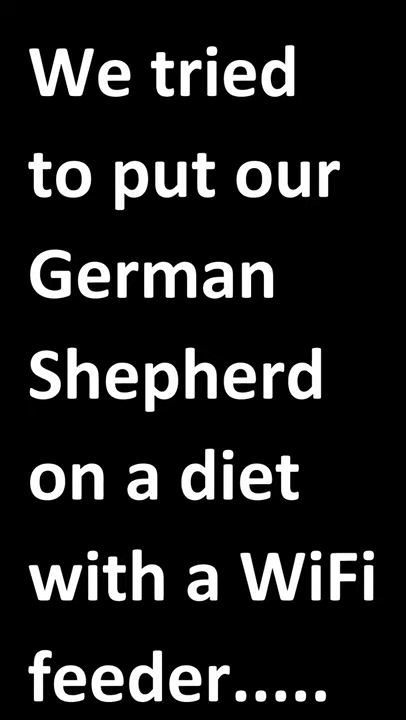 We tried
to put our
German
Shepherd
on a diet
with a WiFi
feeder.....